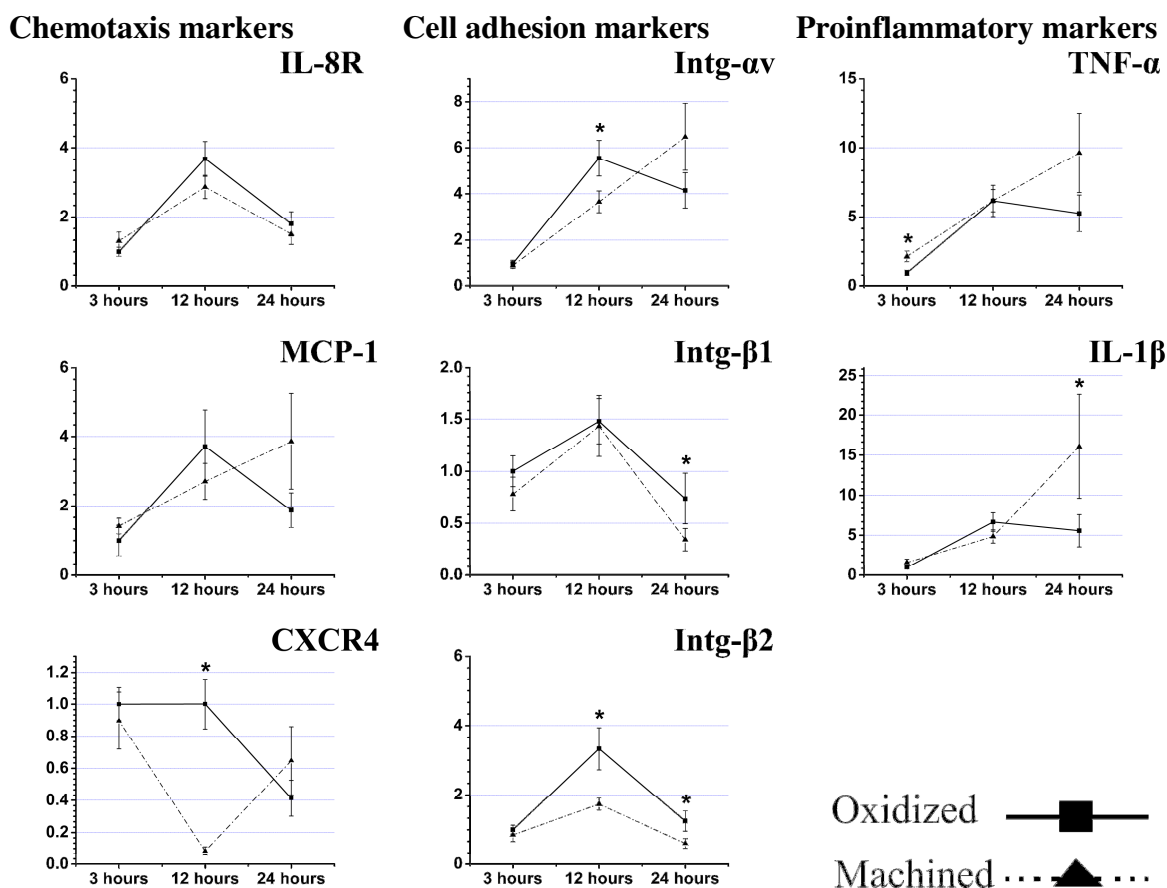 Chemotaxis markers
Cell adhesion markers
Proinflammatory markers
IL-8R
6
4
2
0
3 hours 12 hours 24 hours
Intg-αv
8
6
4
2
0
*
3 hours 12 hours 24 hours
TNF-α
15
10
5
0
*
3 hours 12 hours 24 hours
MCP-1
6
4
2
0
3 hours 12 hours 24 hours
Intg-β1
2.0
1.5
1.0
0.5
0.0
*
3 hours 12 hours 24 hours
IL-1β
25
20
15
10
5
0
*
3 hours 12 hours 24 hours
CXCR4
1.2
1.0
0.8
0.6
0.4
0.2
0.0
*
3 hours 12 hours 24 hours
Intg-β2
6
4
2
0
*
*
3 hours 12 hours 24 hours
Oxidized
Machined